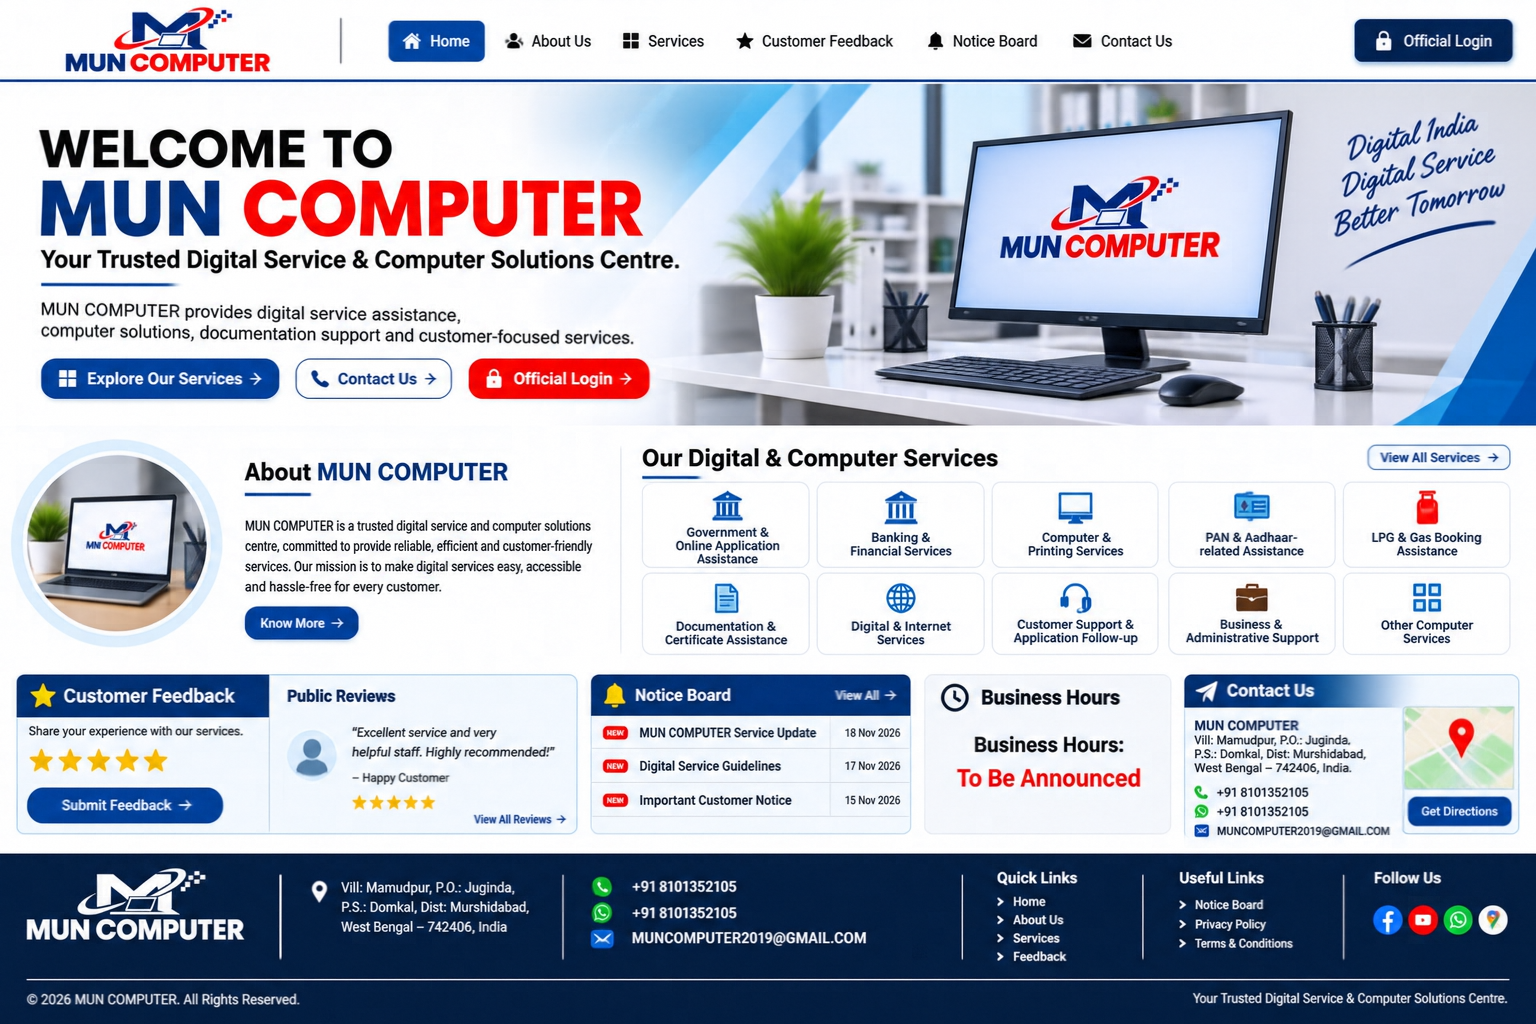 MUN COMPUTER
Home
About Us
Services
Customer Feedback
Notice Board
Contact Us
Official Login
WELCOME TO
MUN COMPUTER
Your Trusted Digital Service & Computer Solutions Centre.
MUN COMPUTER provides digital service assistance,
computer solutions, documentation support and customer-focused services.
Explore Our Services →
Contact Us →
Official Login →
MUN COMPUTER
Digital India
Digital Service
Better Tomorrow
About MUN COMPUTER
MUN COMPUTER is a trusted digital service and computer solutions
centre, committed to provide reliable, efficient and customer-friendly
services. Our mission is to make digital services easy, accessible
and hassle-free for every customer.
Know More →
MNI COMPUTER
Our Digital & Computer Services
View All Services →
Government &
Online Application
Assistance
Banking &
Financial Services
Computer &
Printing Services
PAN & Aadhaar-
related Assistance
LPG & Gas Booking
Assistance
Documentation &
Certificate Assistance
Digital & Internet
Services
Customer Support &
Application Follow-up
Business &
Administrative Support
Other Computer
Services
Customer Feedback
Share your experience with our services.
Submit Feedback →
Public Reviews
“Excellent service and very
helpful staff. Highly recommended!”
– Happy Customer
View All Reviews →
Notice Board
View All →
NEW MUN COMPUTER Service Update 18 Nov 2026
NEW Digital Service Guidelines 17 Nov 2026
NEW Important Customer Notice 15 Nov 2026
Business Hours
Business Hours:
To Be Announced
Contact Us
MUN COMPUTER
Vill: Mamudpur, P.O.: Juginda.
P.S.: Domkal, Dist: Murshidabad,
West Bengal – 742406, India.
+91 8101352105
+91 8101352105
MUNCOMPUTER2019@GMAIL.COM
Get Directions
MUN COMPUTER
Vill: Mamudpur, P.O.: Juginda,
P.S.: Domkal, Dist: Murshidabad,
West Bengal – 742406, India
+91 8101352105
+91 8101352105
MUNCOMPUTER2019@GMAIL.COM
Quick Links
Home
About Us
Services
Feedback
Useful Links
Notice Board
Privacy Policy
Terms & Conditions
Follow Us
© 2026 MUN COMPUTER. All Rights Reserved.
Your Trusted Digital Service & Computer Solutions Centre.